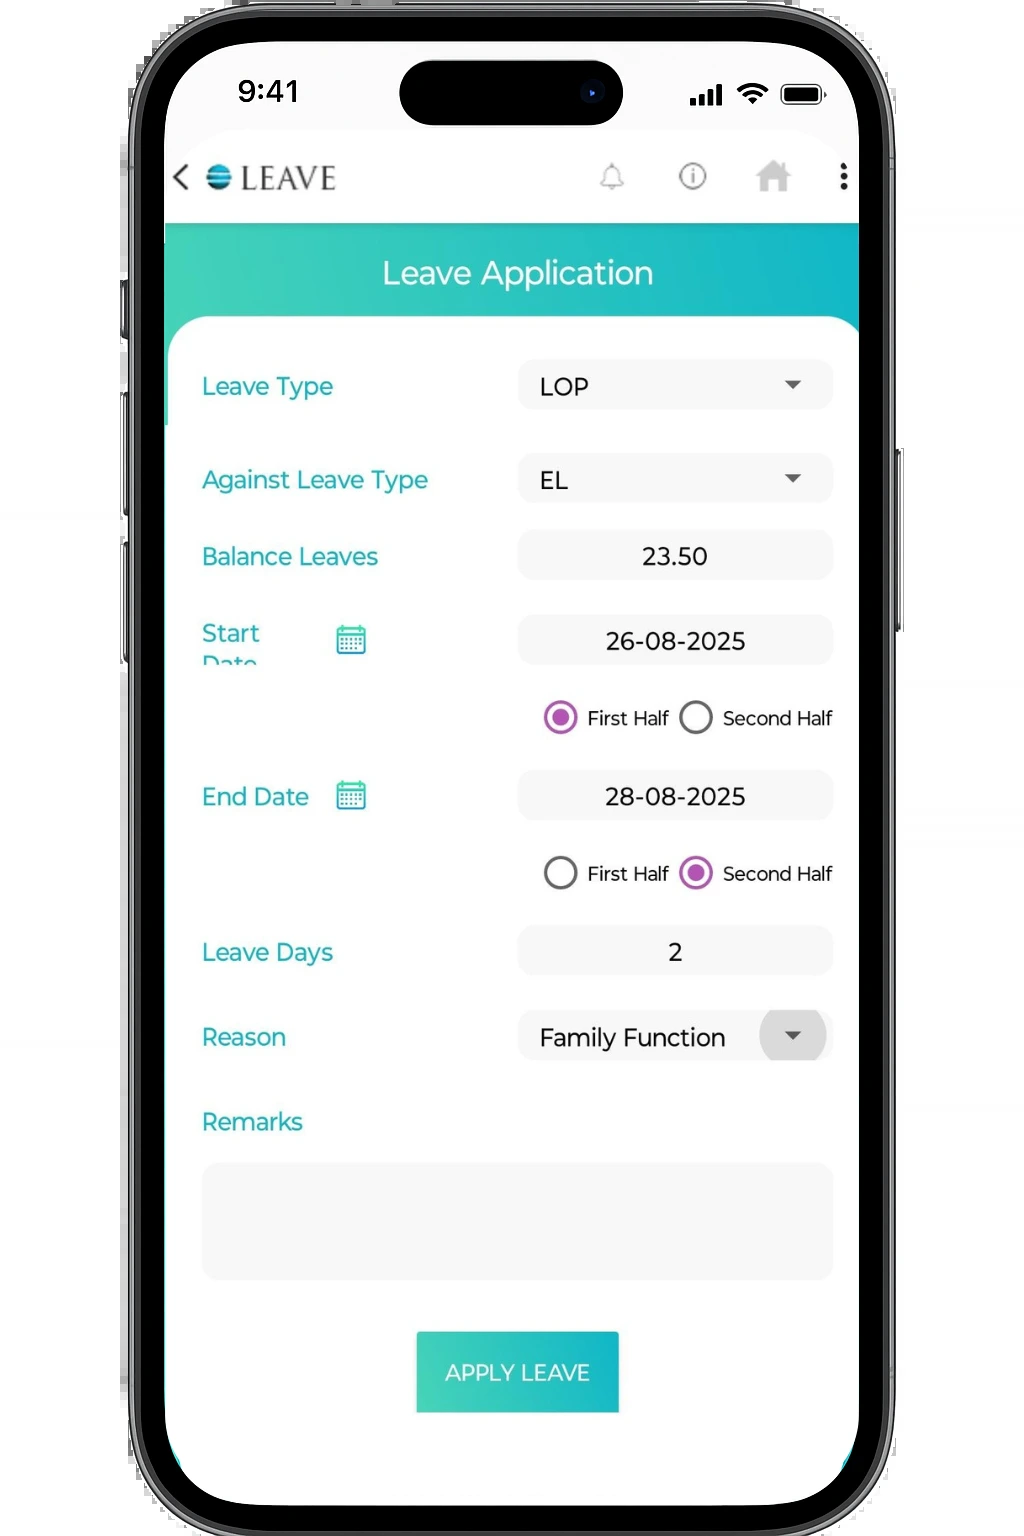 9:41
LEAVE
Leave Application
Leave Type LOP
Against Leave Type EL
Balance Leaves 23.50
Start Date 26-08-2025
First Half Second Half
End Date 28-08-2025
First Half Second Half
Leave Days 2
Reason Family Function
Remarks
APPLY LEAVE